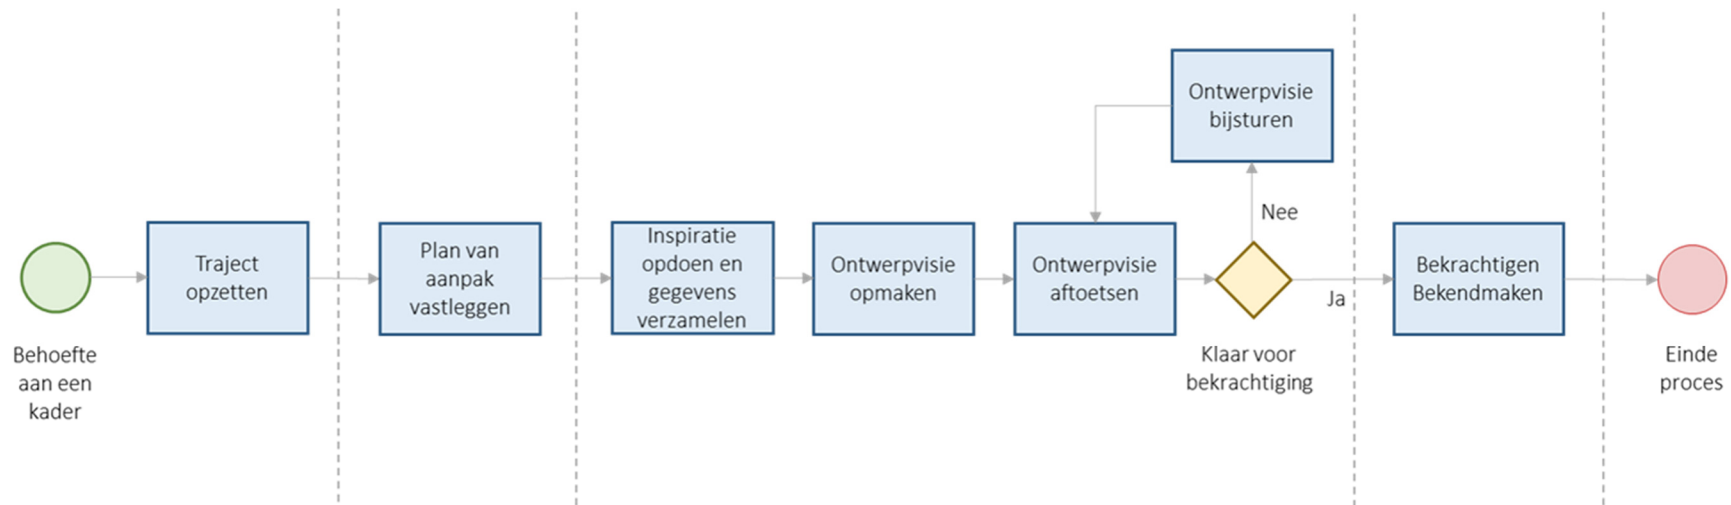 Behoefte
aan een
kader
Traject
opzetten
Plan van
aanpak
vastleggen
Inspiratie
opdoen en
gegevens
verzamelen
Ontwerpvisie
opmaken
Ontwerpvisie
aftoetsen
Klaar voor
bekrachtiging
Nee
Ontwerpvisie
bijsturen
Ja
Bekrachtigen
Bekendmaken
Einde
proces